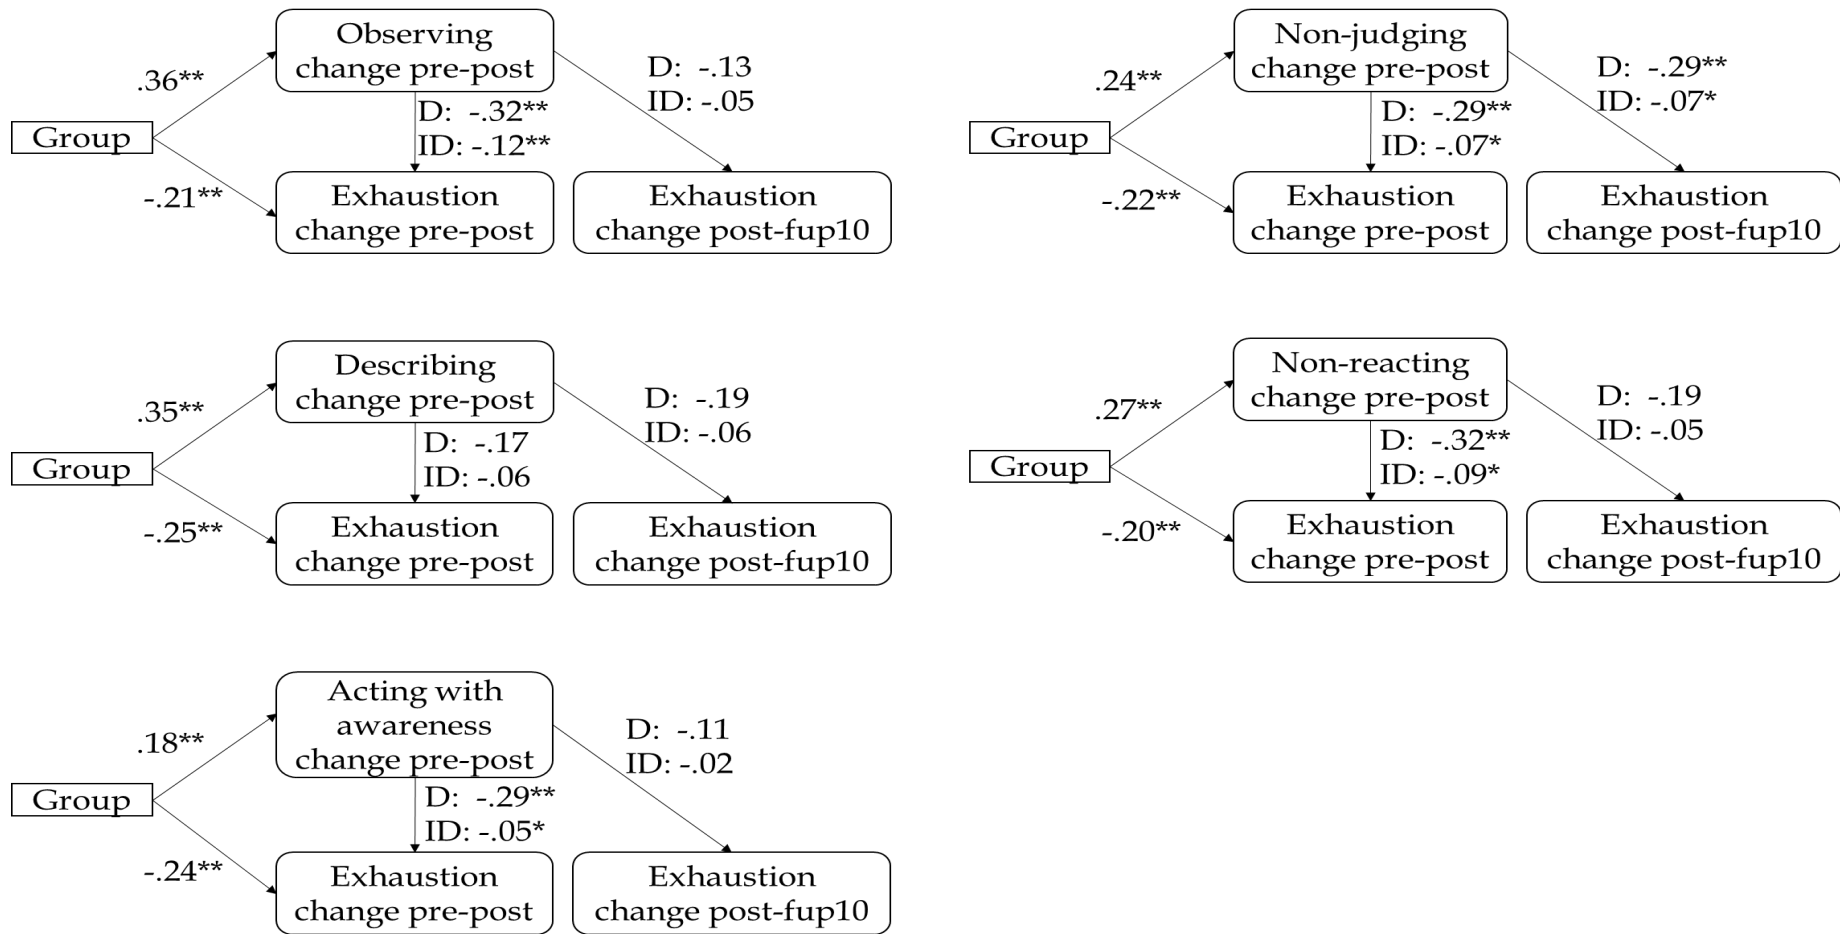 Observing
change pre-post
.36**
D: -.13
ID: -.05
Group
D: -.32**
ID: -.12**
-.21**
Exhaustion
change pre-post
Exhaustion
change post-fup10
Non-judging
change pre-post
.24**
D: -.29**
ID: -.07*
Group
D: -.29**
ID: -.07*
-.22**
Exhaustion
change pre-post
Exhaustion
change post-fup10
Describing
change pre-post
.35**
D: -.19
ID: -.06
Group
D: -.17
ID: -.06
-.25**
Exhaustion
change pre-post
Exhaustion
change post-fup10
Non-reacting
change pre-post
.27**
D: -.19
ID: -.05
Group
D: -.32**
ID: -.09*
-.20**
Exhaustion
change pre-post
Exhaustion
change post-fup10
Acting with
awareness
change pre-post
.18**
D: -.11
ID: -.02
Group
D: -.29**
ID: -.05*
-.24**
Exhaustion
change pre-post
Exhaustion
change post-fup10